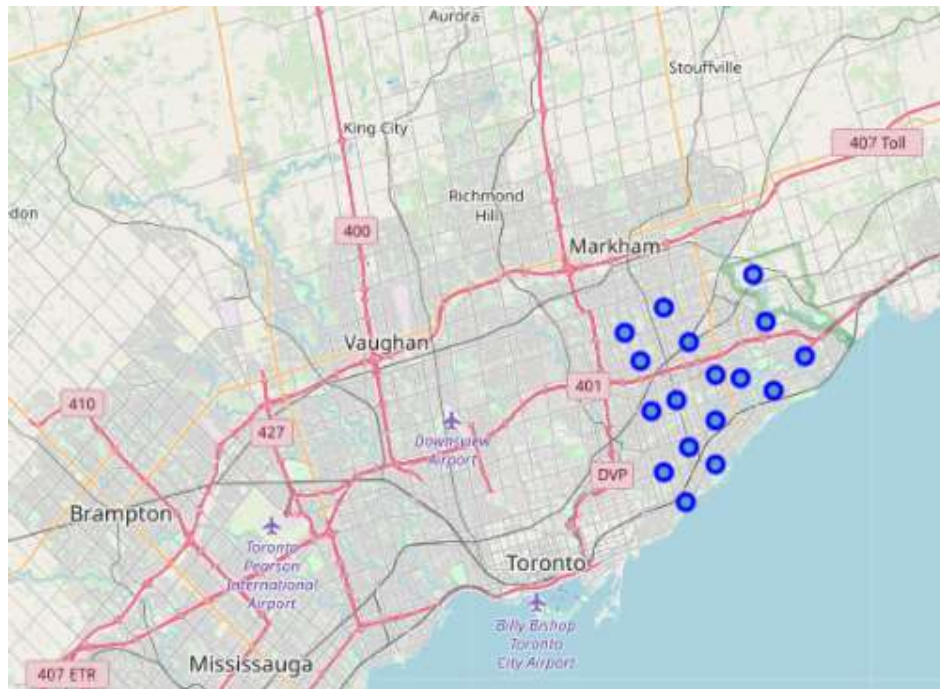 Aurora
Stouffville
King City
407 Toll
Richmond
Hill
don
400
Markham
Vaughan
401
410
427
Downsview
Airport
DVP
Brampton
Toronto
Pearson
International
Airport
Toronto
Billy Bishop
Toronto
City Airport
Mississauga
407 ETR